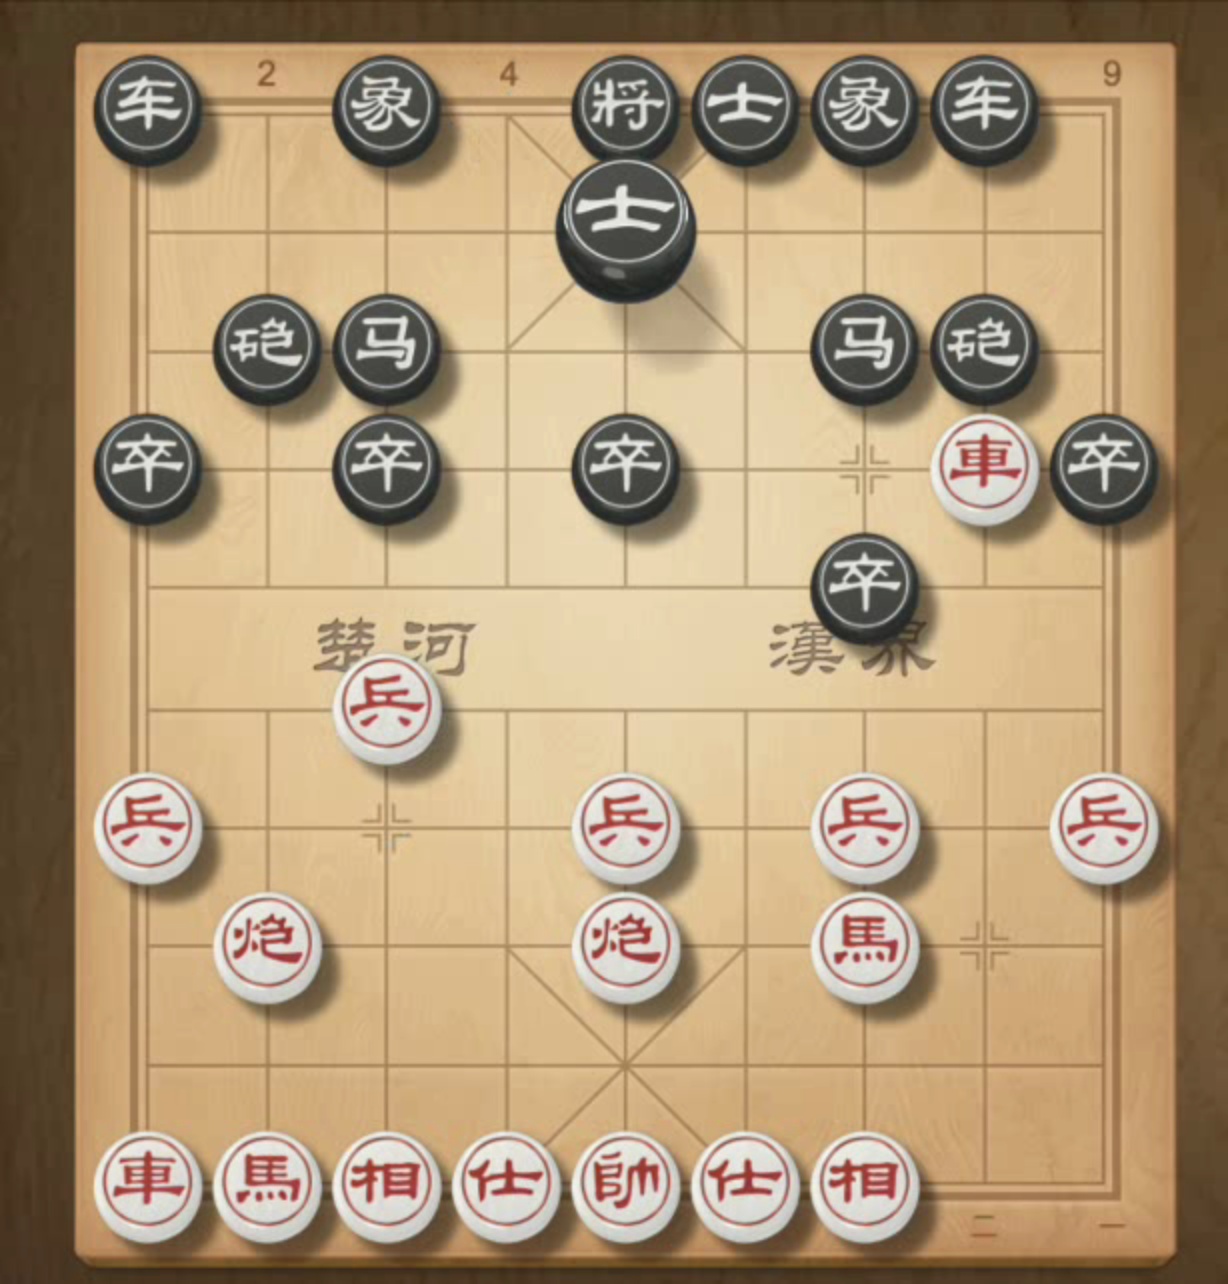 2 4 9
车 象 將 士 象 车
士
砲 马 马 砲
卒 卒 卒 車 卒
卒
楚河 漢界
兵
兵 兵 兵 兵
炮 炮 馬
車 馬 相 仕 帥 仕 相
二 一